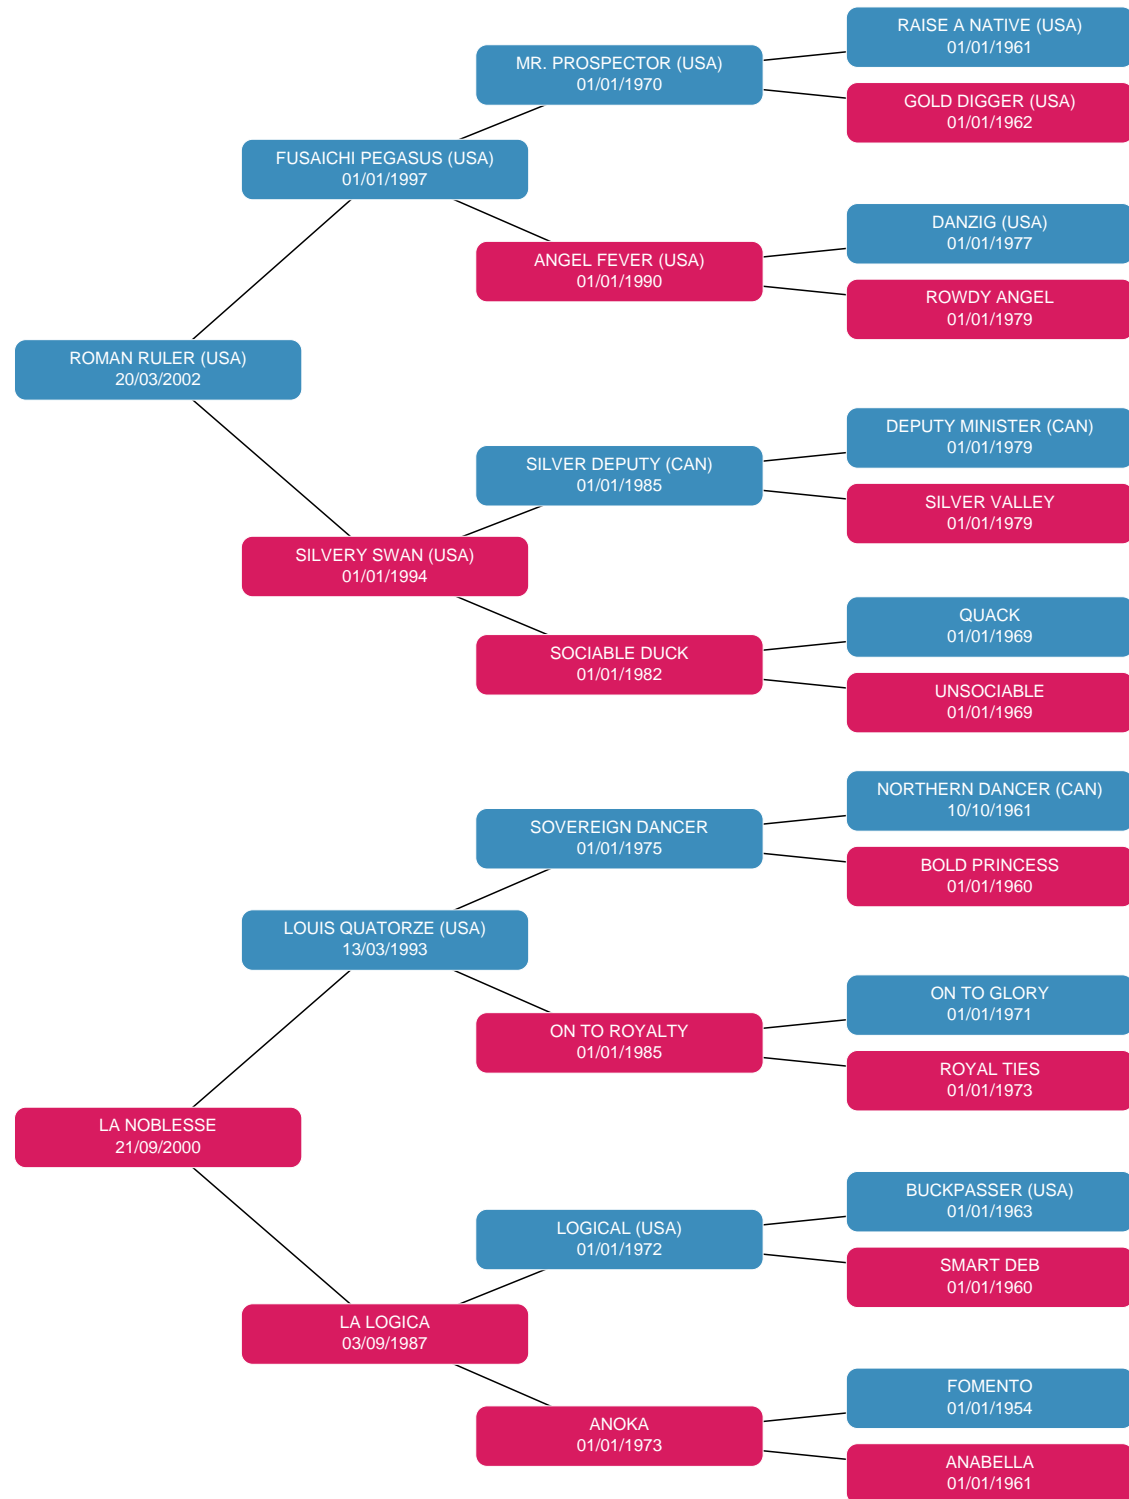 RAISE A NATIVE (USA)
01/01/1961
MR. PROSPECTOR (USA)
01/01/1970
GOLD DIGGER (USA)
01/01/1962
FUSAICHI PEGASUS (USA)
01/01/1997
DANZIG (USA)
01/01/1977
ANGEL FEVER (USA)
01/01/1990
ROWDY ANGEL
01/01/1979
ROMAN RULER (USA)
20/03/2002
DEPUTY MINISTER (CAN)
01/01/1979
SILVER DEPUTY (CAN)
01/01/1985
SILVER VALLEY
01/01/1979
SILVERY SWAN (USA)
01/01/1994
QUACK
01/01/1969
SOCIABLE DUCK
01/01/1982
UNSOCIABLE
01/01/1969
NORTHERN DANCER (CAN)
10/10/1961
SOVEREIGN DANCER
01/01/1975
BOLD PRINCESS
01/01/1960
LOUIS QUATORZE (USA)
13/03/1993
ON TO GLORY
01/01/1971
ON TO ROYALTY
01/01/1985
ROYAL TIES
01/01/1973
LA NOBLESSE
21/09/2000
BUCKPASSER (USA)
01/01/1963
LOGICAL (USA)
01/01/1972
SMART DEB
01/01/1960
LA LOGICA
03/09/1987
FOMENTO
01/01/1954
ANOKA
01/01/1973
ANABELLA
01/01/1961